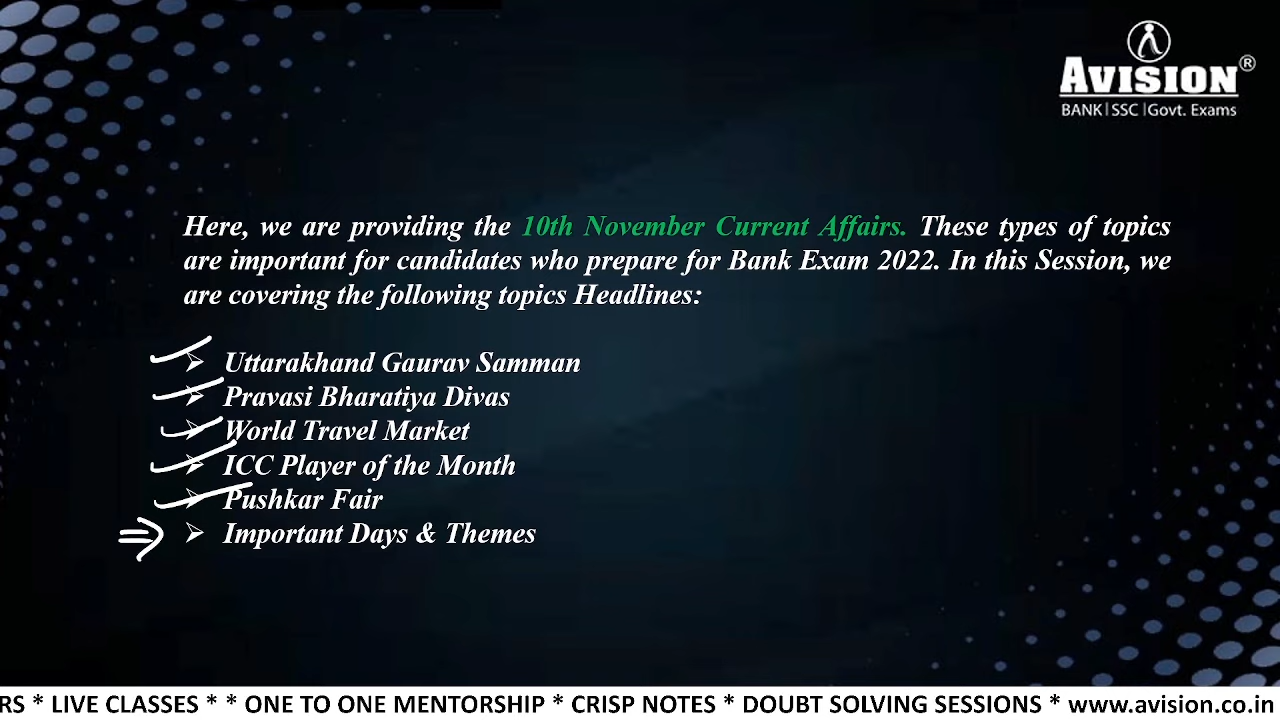 AVISION®
BANK|SSC|Govt. Exams
Here, we are providing the 10th November Current Affairs. These types of topics
are important for candidates who prepare for Bank Exam 2022. In this Session, we
are covering the following topics Headlines:
➢ Uttarakhand Gaurav Samman
➢ Pravasi Bharatiya Divas
➢ World Travel Market
➢ ICC Player of the Month
➢ Pushkar Fair
➢ Important Days & Themes
RS * LIVE CLASSES * * ONE TO ONE MENTORSHIP * CRISP NOTES * DOUBT SOLVING SESSIONS * www.avision.co.in